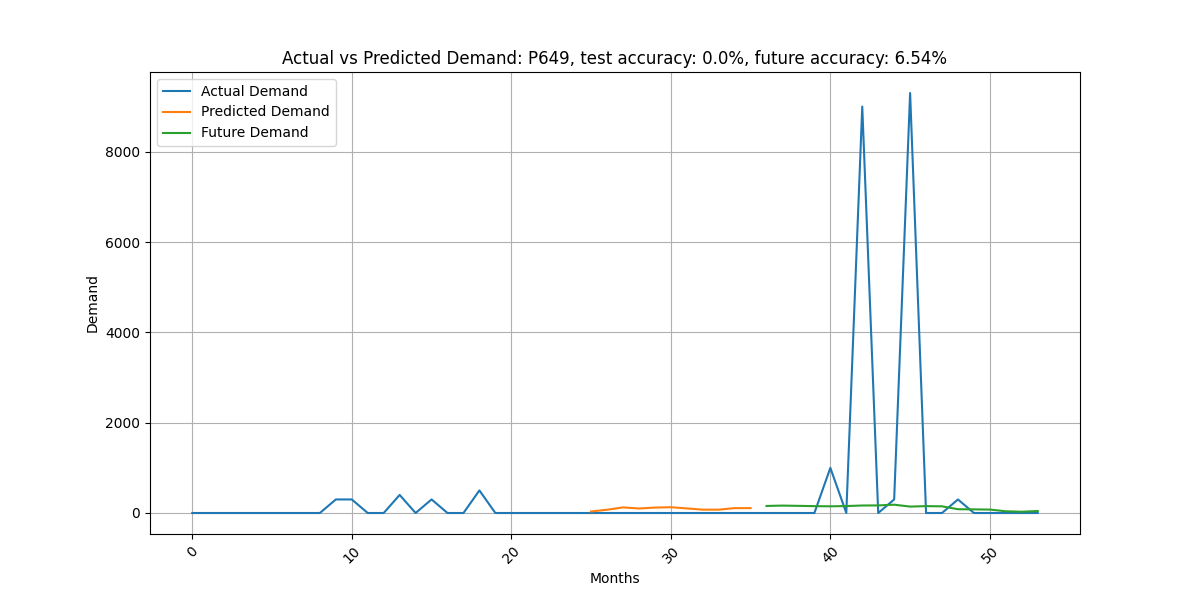 Actual vs Predicted Demand: P649, test accuracy: 0.0%, future accuracy: 6.54%
Actual Demand
Predicted Demand
Future Demand
8000
6000
4000
2000
0
Demand
0
10
20
30
40
50
Months